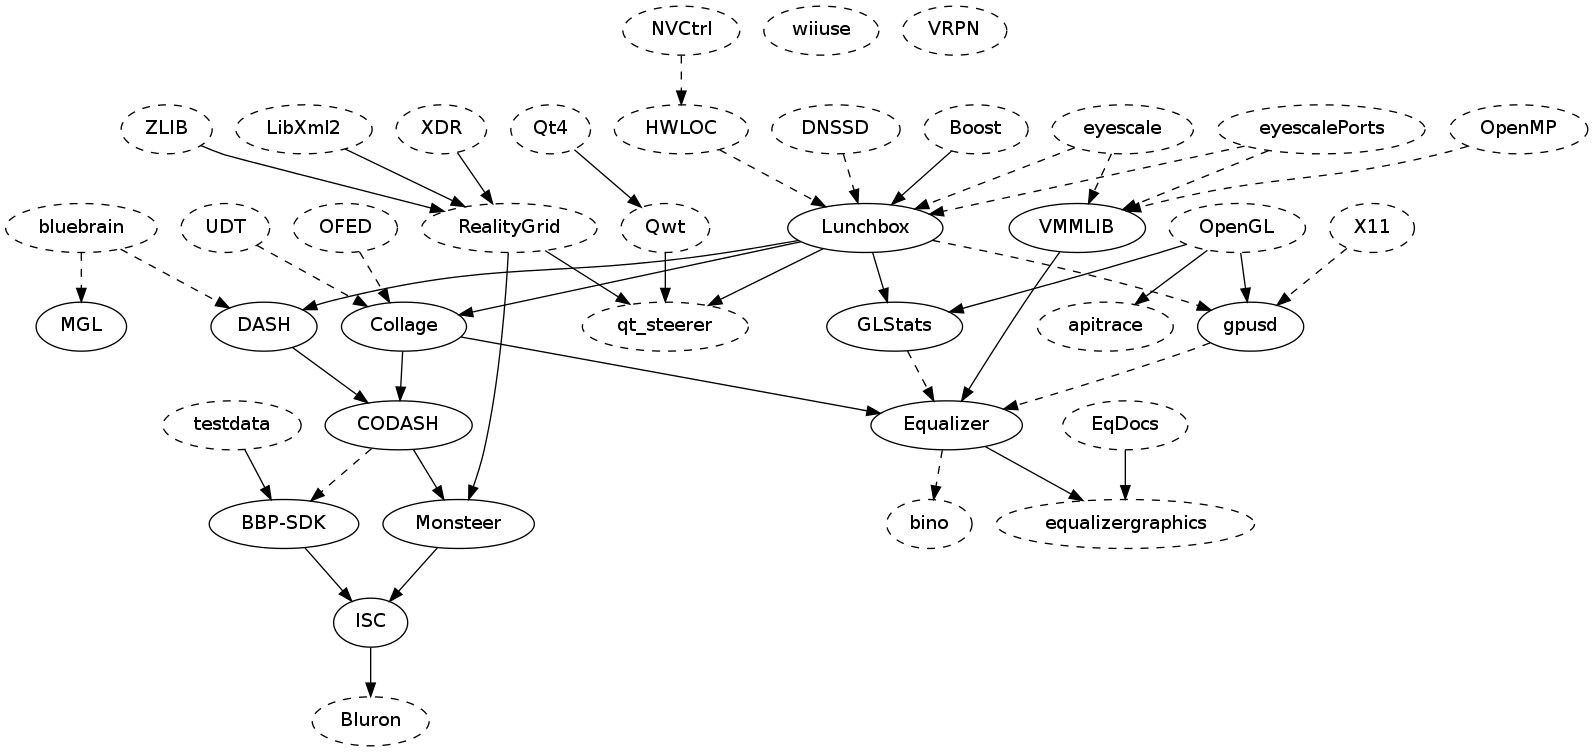 NVCtrl
wiiuse
VRPN
ZLIB
LibXml2
XDR
Qt4
HWLOC
DNSSD
Boost
eyescale
eyescalePorts
OpenMP
bluebrain
UDT
OFED
RealityGrid
Qwt
Lunchbox
VMMLIB
OpenGL
X11
MGL
DASH
Collage
qt_steerer
GLStats
apitrace
gpusd
testdata
CODASH
Equalizer
EqDocs
BBP-SDK
Monsteer
bino
equalizergraphics
ISC
Bluron